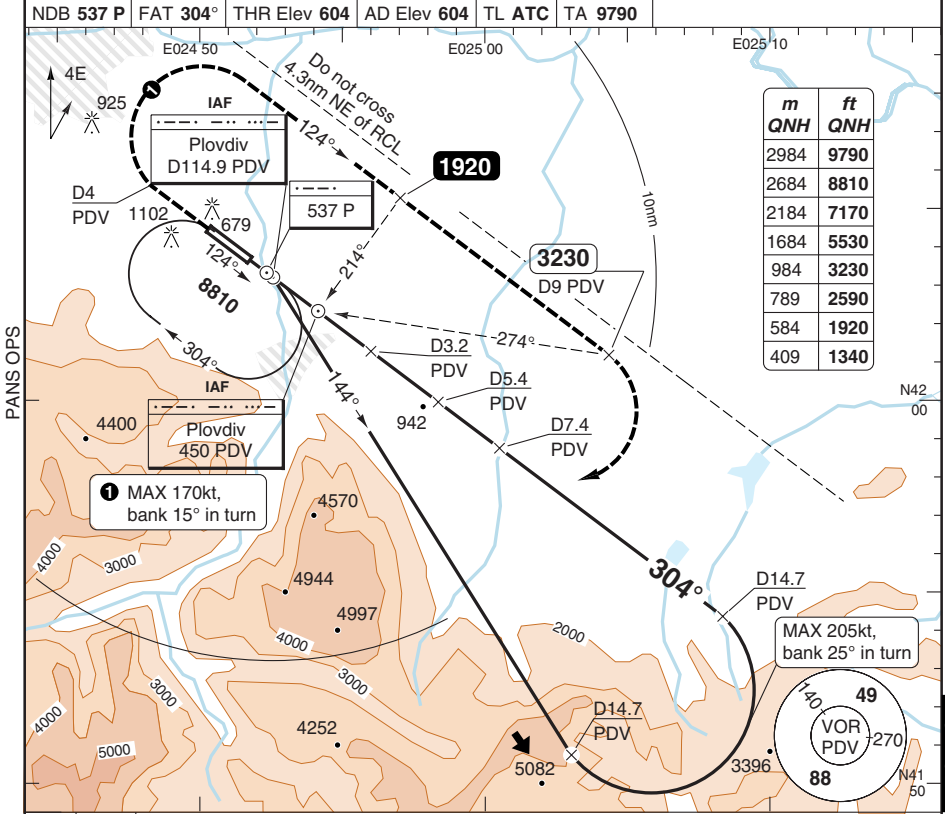 NDB 537 P FAT 304° THR Elev 604 AD Elev 604 TL ATC TA 9790
E024 50
E025 00
E025 10
4E
925
1
IAF
Plovdiv
D114.9 PDV
Do not cross
4.3nm NE of RCL
124°
1920
m ft
QNH QNH
2984 9790
2684 8810
2184 7170
1684 5530
984 3230
789 2590
584 1920
409 1340
10nm
D4
PDV
1102
679
537 P
124°
8810
214°
3230
D9 PDV
304°
274°
D3.2
PDV
PANS OPS
IAF
Plovdiv
450 PDV
144°
D5.4
PDV
942
N42
00
4400
D7.4
PDV
1 MAX 170kt,
bank 15° in turn
4570
4000
3000
4944
304°
D14.7
PDV
4997
4000
2000
MAX 205kt,
bank 25° in turn
3000
3000
4000
4252
5000
D14.7
PDV
5082
3396
140
49
VOR
PDV
270
88
N41
50